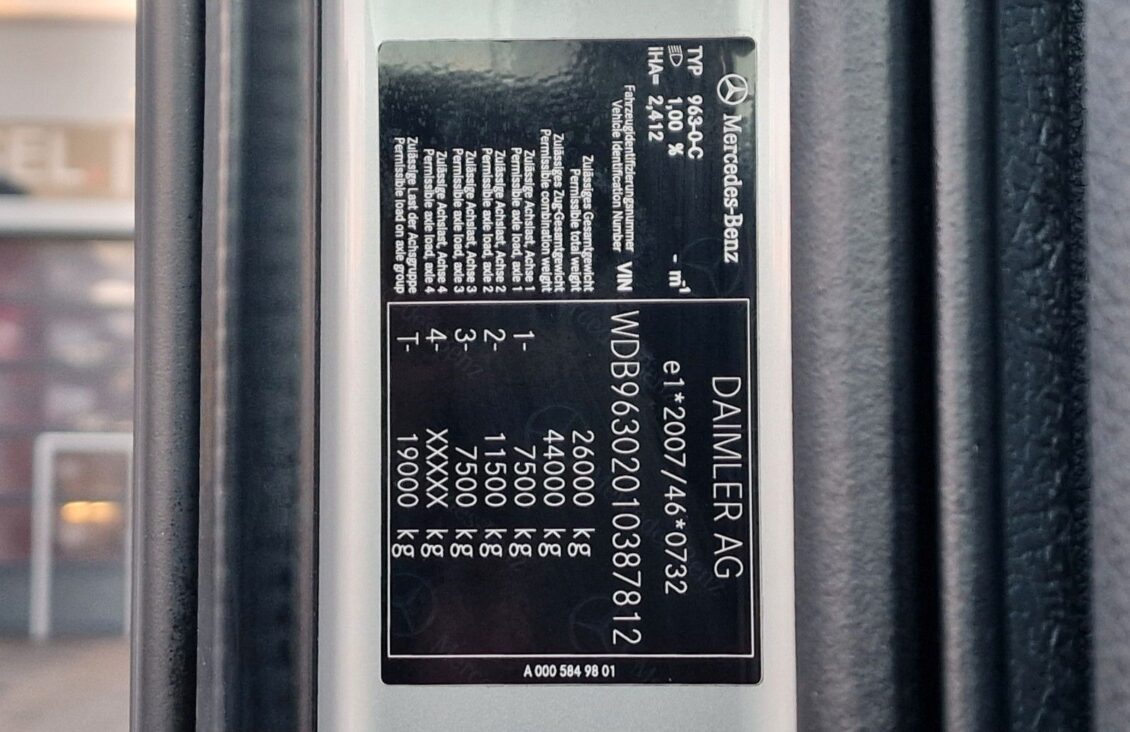 Mercedes-Benz
DAIMLER AG
TYP 963-0-C
1,00 % - m⁻¹
e1*2007/46*0732
IHA= 2,412
Fahrzeugidentifizierungsnummer
Vehicle Identification Number VIN WDB96302010387812
Zulässiges Gesamtgewicht
Permissible total weight 26000 kg
Zulässiges Zug-Gesamtgewicht
Permissible combination weight 44000 kg
Zulässige Achslast, Achse 1
Permissible axle load, axle 1 1- 7500 kg
Zulässige Achslast, Achse 2
Permissible axle load, axle 2 2- 11500 kg
Zulässige Achslast, Achse 3
Permissible axle load, axle 3 3- 7500 kg
Zulässige Achslast, Achse 4
Permissible axle load, axle 4 4- XXXXX kg
Zulässige Last der Achsgruppe
Permissible load on axle group T- 19000 kg
A 000 584 98 01